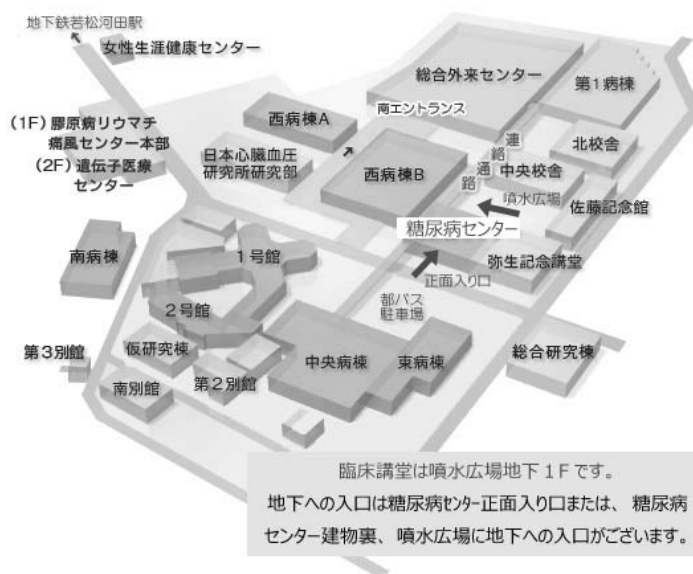 地下鉄若松河田駅
女性生涯健康センター
総合外来センター
第1病棟
南エントランス
西病棟A
(1F) 膠原病リウマチ
痛風センター本部
(2F) 遺伝子医療
センター
日本心臓血圧
研究所研究部
西病棟B
連絡
通路
北校舎
中央校舎
噴水広場
佐藤記念館
糖尿病センター
弥生記念講堂
正面入り口
南病棟
1号館
2号館
都バス
駐車場
第3別館
仮研究棟
南別館
第2別館
中央病棟
東病棟
総合研究棟
臨床講堂は噴水広場地下1Fです。
地下への入口は糖尿病センター正面入り口または、糖尿病
センター建物裏、噴水広場に地下への入口がございます。